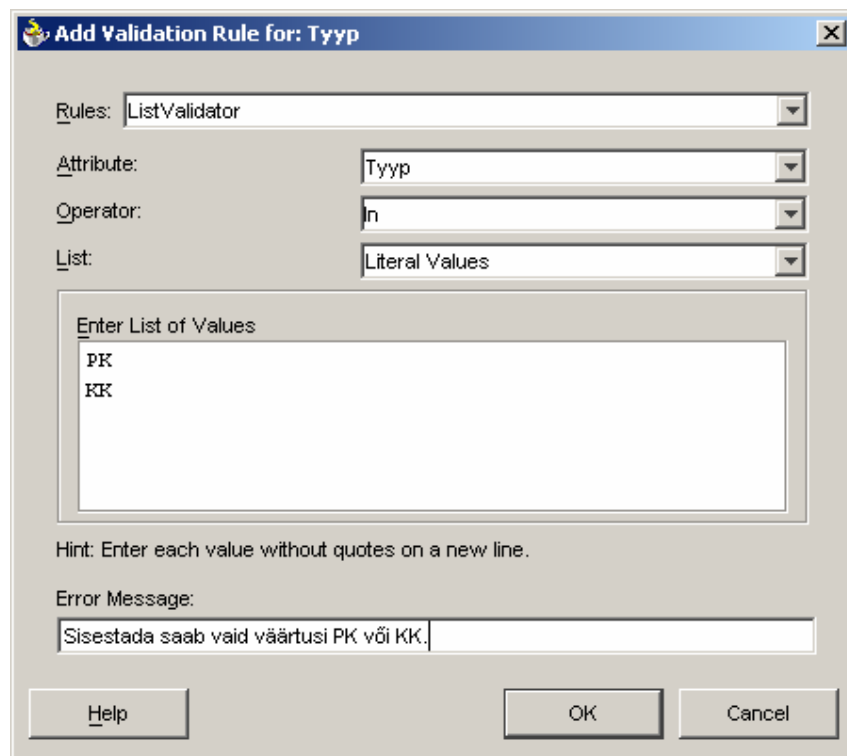 Add Validation Rule for: Tyyp
Rules: ListValidator
Attribute: Tyyp
Operator: In
List: Literal Values
Enter List of Values
PK
KK
Hint: Enter each value without quotes on a new line.
Error Message:
Sisestada saab vaid väärtusi PK või KK.
Help OK Cancel